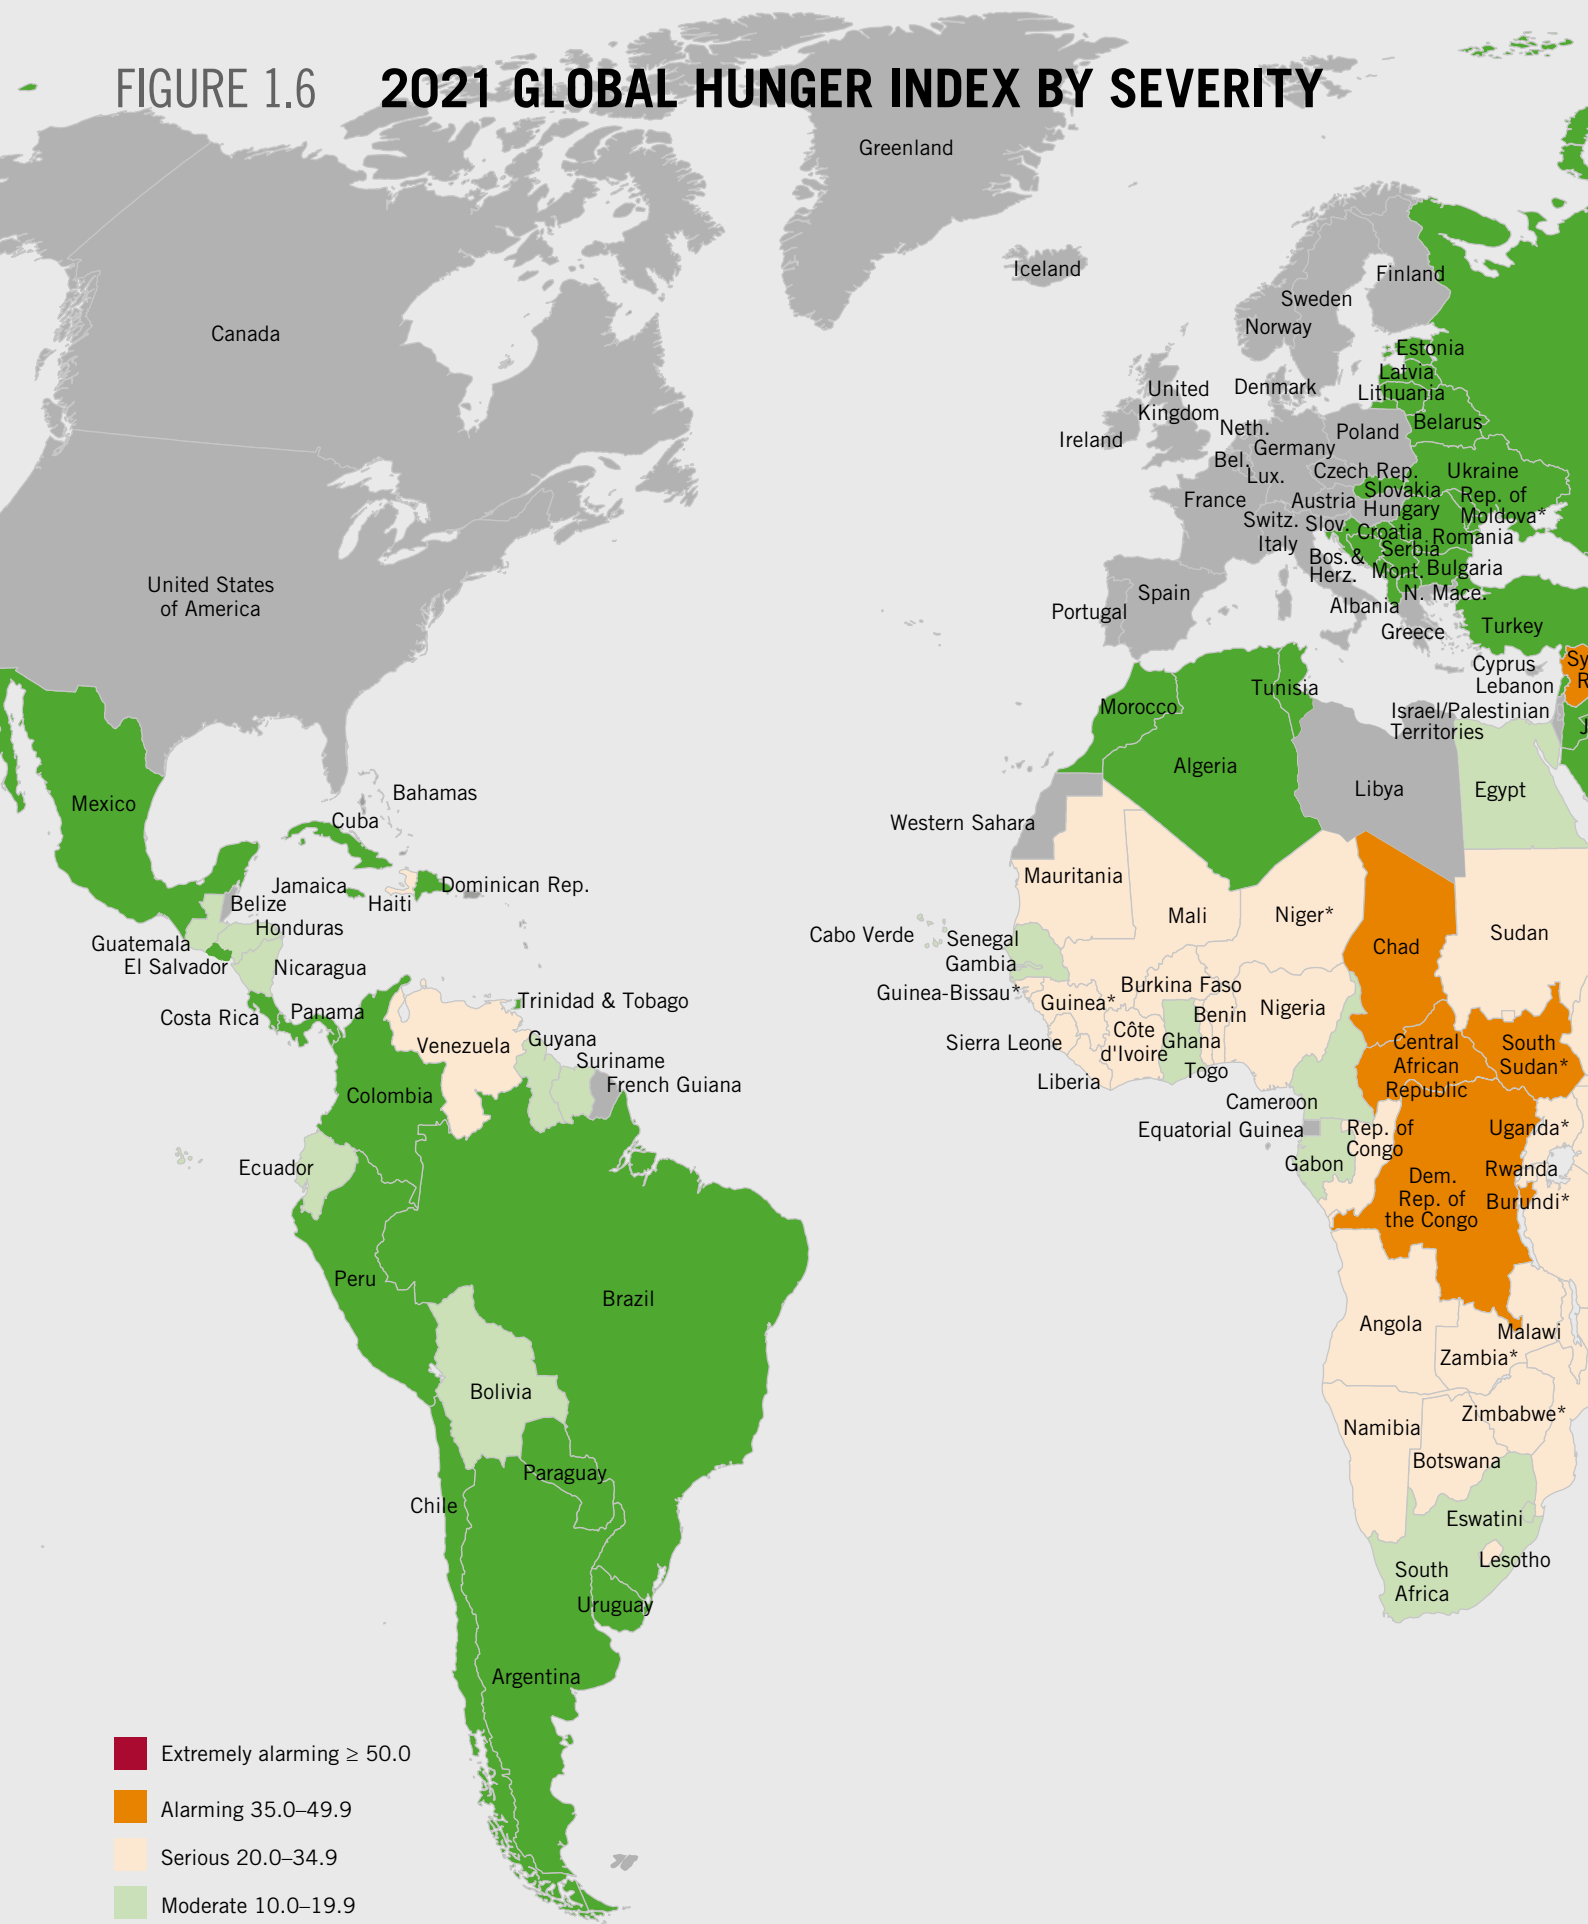 FIGURE 1.6 2021 GLOBAL HUNGER INDEX BY SEVERITY
Greenland
Iceland
Finland
Sweden
Norway
Canada
Estonia
Latvia
Lithuania
Denmark
United
Kingdom
Belarus
Neth.
Poland
Ireland
Germany
Bel.
Czech Rep.
Ukraine
Lux.
Slovakia
Rep. of
Moldova*
France
Austria
Hungary
Switz.
Slov.
Croatia
Romania
Italy
Serbia
Bos. &
Herz.
Mont.
Bulgaria
United States
of America
Spain
N. Mace.
Albania
Portugal
Greece
Turkey
Cyprus
Sy
R
Lebanon
Tunisia
Morocco
Israel/Palestinian
Territories
J
Algeria
Libya
Egypt
Bahamas
Mexico
Cuba
Western Sahara
Mauritania
Jamaica
Dominican Rep.
Belize
Haiti
Mali
Niger*
Honduras
Cabo Verde
Senegal
Chad
Sudan
Guatemala
El Salvador
Nicaragua
Gambia
Burkina Faso
Guinea-Bissau*
Guinea*
Trinidad & Tobago
Nigeria
Costa Rica
Panama
Benin
Venezuela
Guyana
Sierra Leone
Côte
d'Ivoire
Ghana
Central
African
Republic
South
Sudan*
Suriname
French Guiana
Liberia
Togo
Colombia
Cameroon
Equatorial Guinea
Rep. of
Congo
Uganda*
Ecuador
Gabon
Rwanda
Dem.
Rep. of
the Congo
Burundi*
Peru
Brazil
Angola
Malawi
Zambia*
Bolivia
Namibia
Zimbabwe*
Botswana
Paraguay
Chile
Eswatini
South
Africa
Lesotho
Uruguay
Argentina
Extremely alarming ≥ 50.0
Alarming 35.0–49.9
Serious 20.0–34.9
Moderate 10.0–19.9